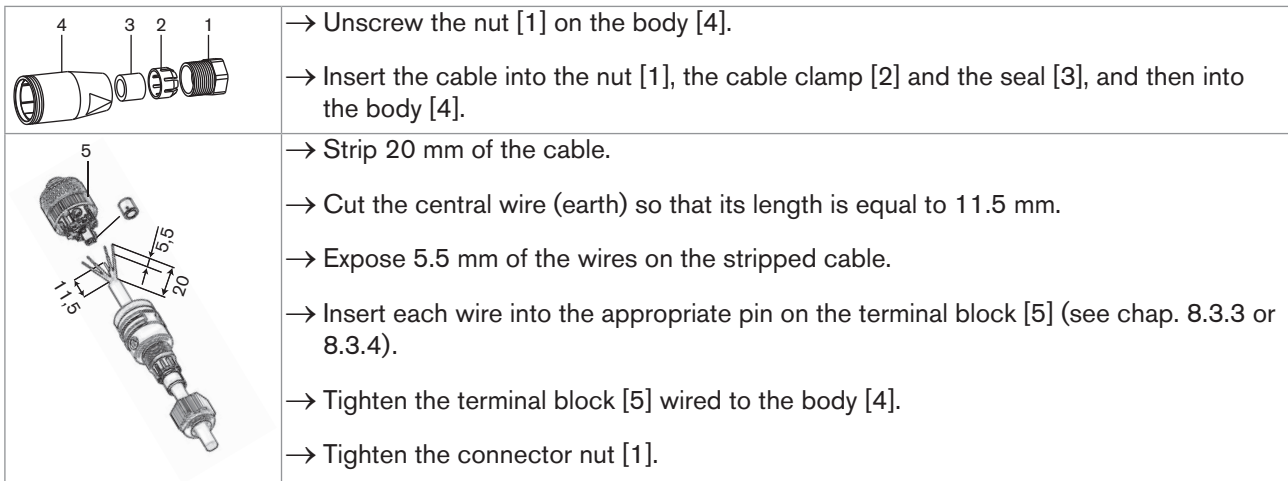 4 3 2 1
→ Unscrew the nut [1] on the body [4].
→ Insert the cable into the nut [1], the cable clamp [2] and the seal [3], and then into
the body [4].
5
5,5
11,5
20
→ Strip 20 mm of the cable.
→ Cut the central wire (earth) so that its length is equal to 11.5 mm.
→ Expose 5.5 mm of the wires on the stripped cable.
→ Insert each wire into the appropriate pin on the terminal block [5] (see chap. 8.3.3 or
8.3.4).
→ Tighten the terminal block [5] wired to the body [4].
→ Tighten the connector nut [1].